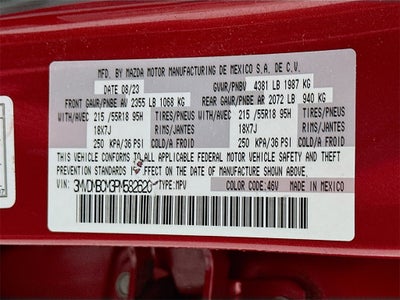 MFD. BY MAZDA MOTOR MANUFACTURING DE MEXICO S.A. DE C.V.
DATE 08/23 GVWR/PNBV 4381 LB 1987 KG
FRONT GAWR/PNBE AV 2355 LB 1068 KG REAR GAWR/PNBE AR 2072 LB 940 KG
WITH/AVEC 215/55R18 95H TIRES/PNEUS WITH/AVEC 215/55R18 95H TIRES/PNEUS
18X7J RIMS/JANTES 18X7J RIMS/JANTES
250 KPA/36 PSI COLD/A FROID 250 KPA/36 PSI COLD/A FROID
THIS VEHICLE CONFORMS TO ALL APPLICABLE FEDERAL MOTOR VEHICLE SAFETY AND THEFT
PREVENTION STANDARDS IN EFFECT ON THE DATE OF MANUFACTURE SHOWN ABOVE.
VIN: TYPE:MPV COLOR CODE:46V MADE IN MEXICO